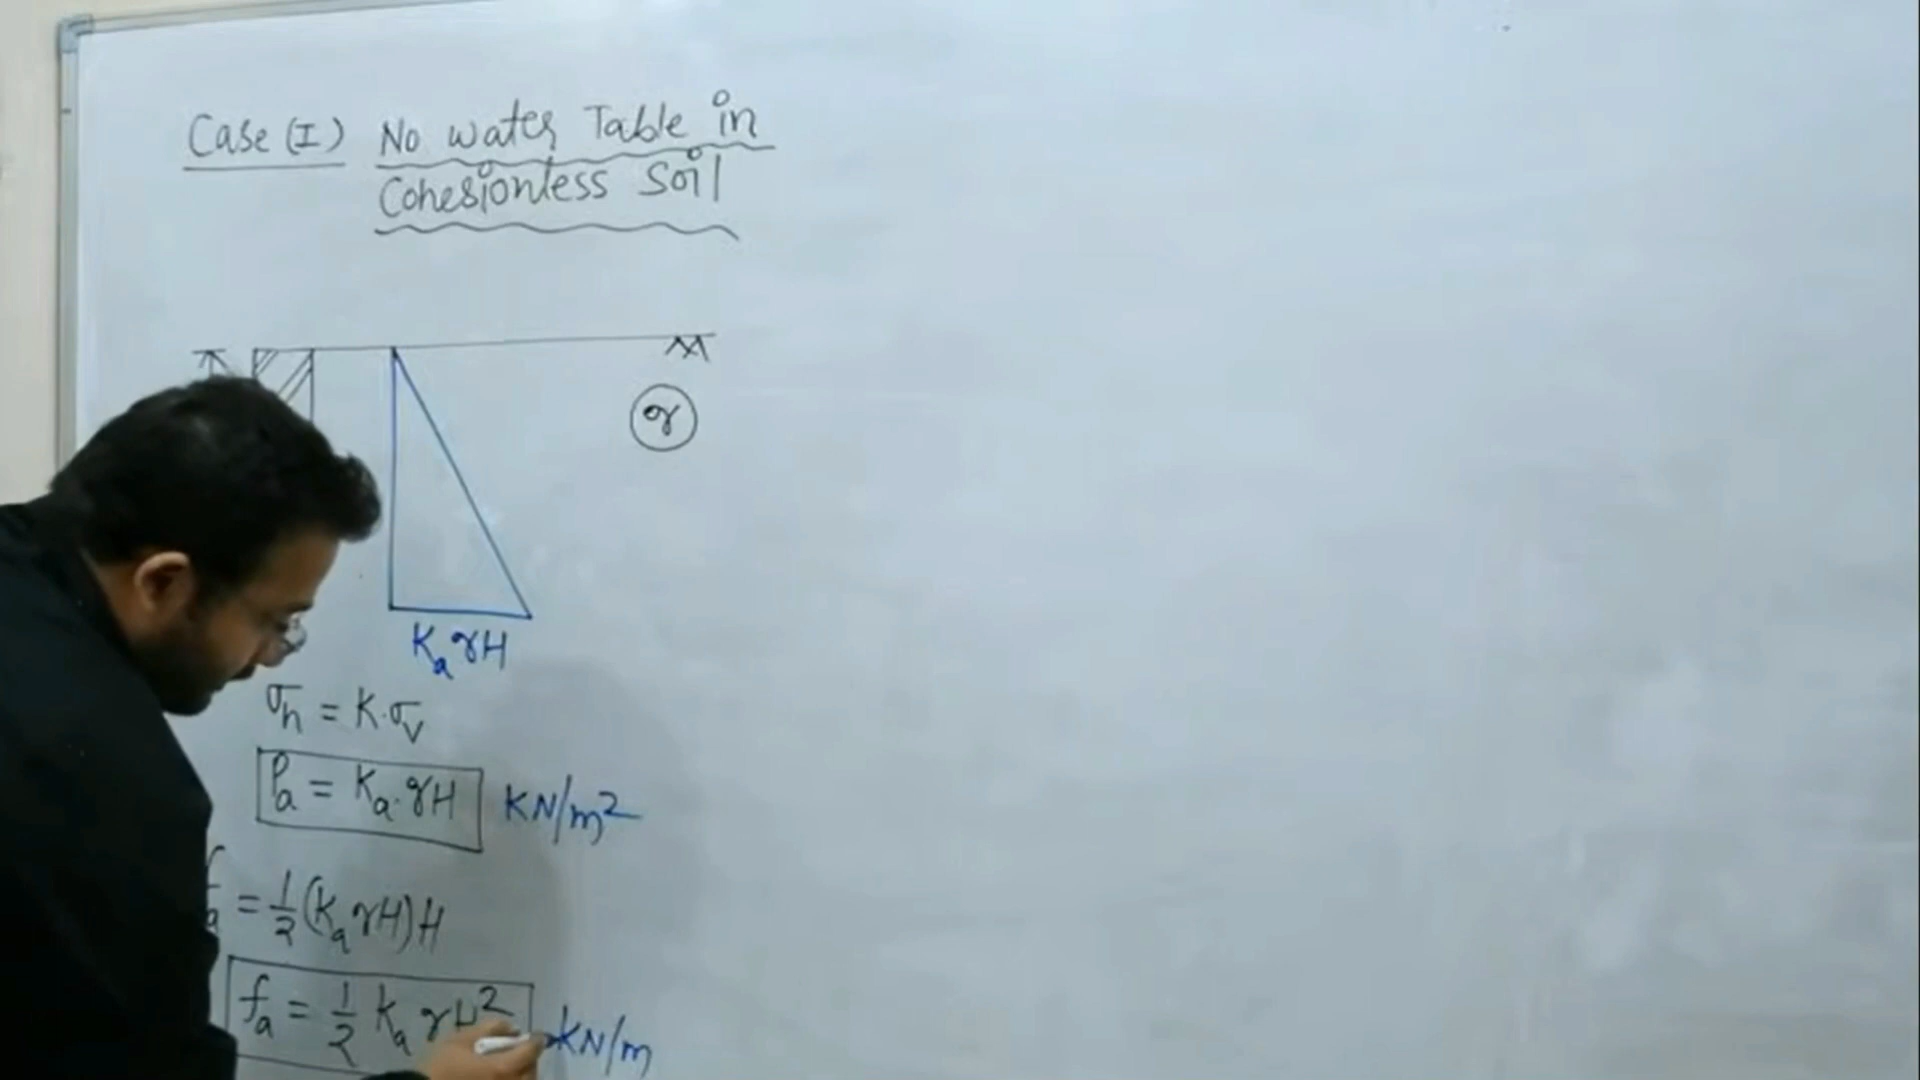 Case (I) No water Table in
Cohesionless Soil
γ
Kₐ γH
σₕ = K.σᵥ
Pₐ = Kₐ.γH KN/m²
= 1/2 (Kₐ γH) H
fₐ = 1/2 Kₐ γH² KN/m